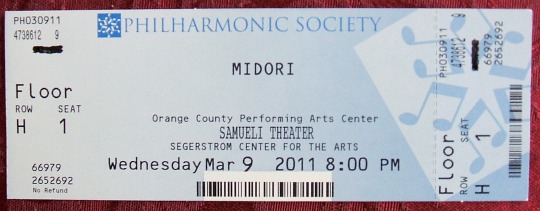 PHO30911
4738612 9
Floor
ROW SEAT
H 1
66979
2652692
No Refund
PHILHARMONIC SOCIETY
MIDORI
Orange County Performing Arts Center
SAMUELI THEATER
SEGERSTROM CENTER FOR THE ARTS
Wednesday Mar 9 2011 8:00 PM
PHO30911
4738612 9
66979
2652692
Floor
ROW SEAT
H 1